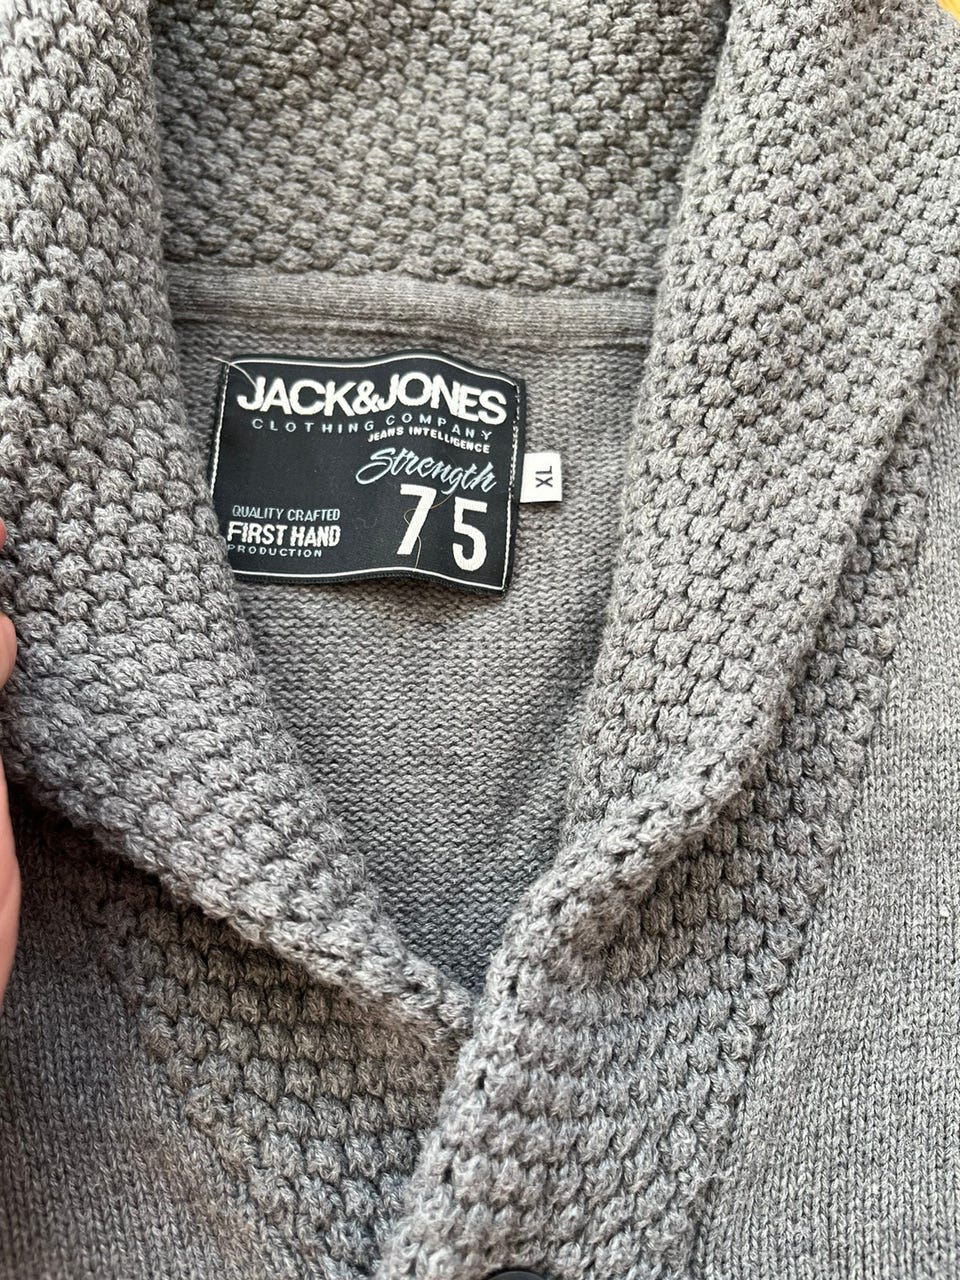 JACK&JONES
CLOTHING COMPANY
JEANS INTELLIGENCE
Strength
75
QUALITY CRAFTED
FIRST HAND
PRODUCTION
XL